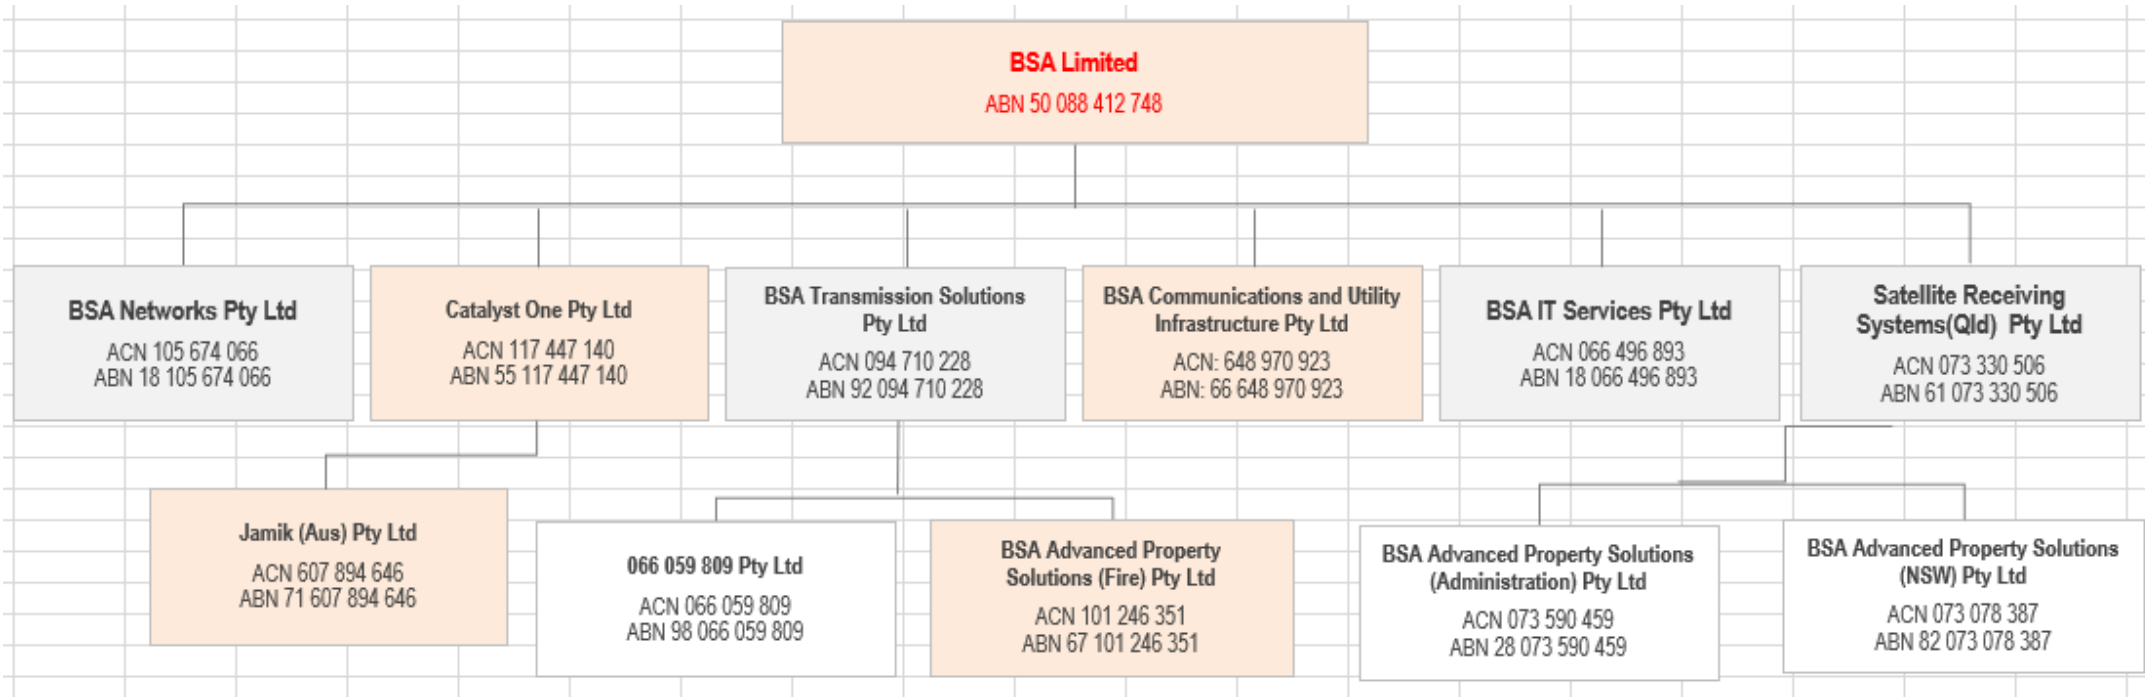 BSA Limited
ABN 50 088 412 748
BSA Networks Pty Ltd
ACN 105 674 066
ABN 18 105 674 066
Catalyst One Pty Ltd
ACN 117 447 140
ABN 55 117 447 140
BSA Transmission Solutions
Pty Ltd
ACN 094 710 228
ABN 92 094 710 228
BSA Communications and Utility
Infrastructure Pty Ltd
ACN: 648 970 923
ABN: 66 648 970 923
BSA IT Services Pty Ltd
ACN 066 496 893
ABN 18 066 496 893
Satellite Receiving
Systems(Qld) Pty Ltd
ACN 073 330 506
ABN 61 073 330 506
Jamik (Aus) Pty Ltd
ACN 607 894 646
ABN 71 607 894 646
066 059 809 Pty Ltd
ACN 066 059 809
ABN 98 066 059 809
BSA Advanced Property
Solutions (Fire) Pty Ltd
ACN 101 246 351
ABN 67 101 246 351
BSA Advanced Property Solutions
(Administration) Pty Ltd
ACN 073 590 459
ABN 28 073 590 459
BSA Advanced Property Solutions
(NSW) Pty Ltd
ACN 073 078 387
ABN 82 073 078 387